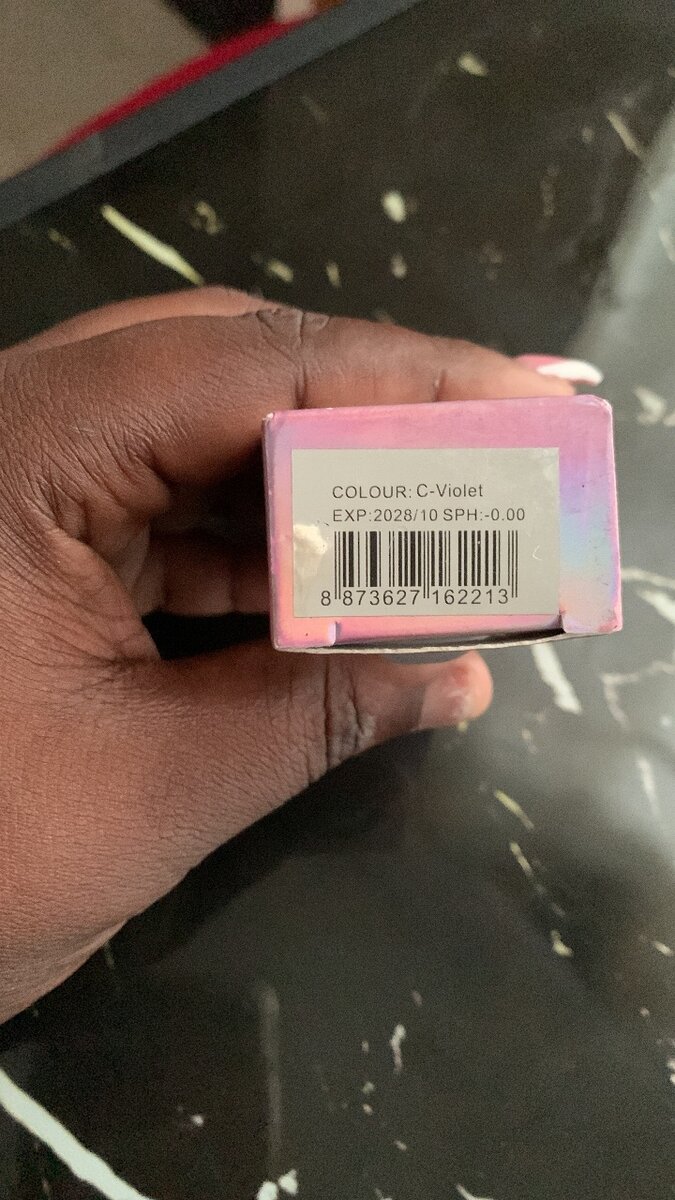 COLOUR: C-Violet
EXP:2028/10 SPH:-0.00
8 873627 162213